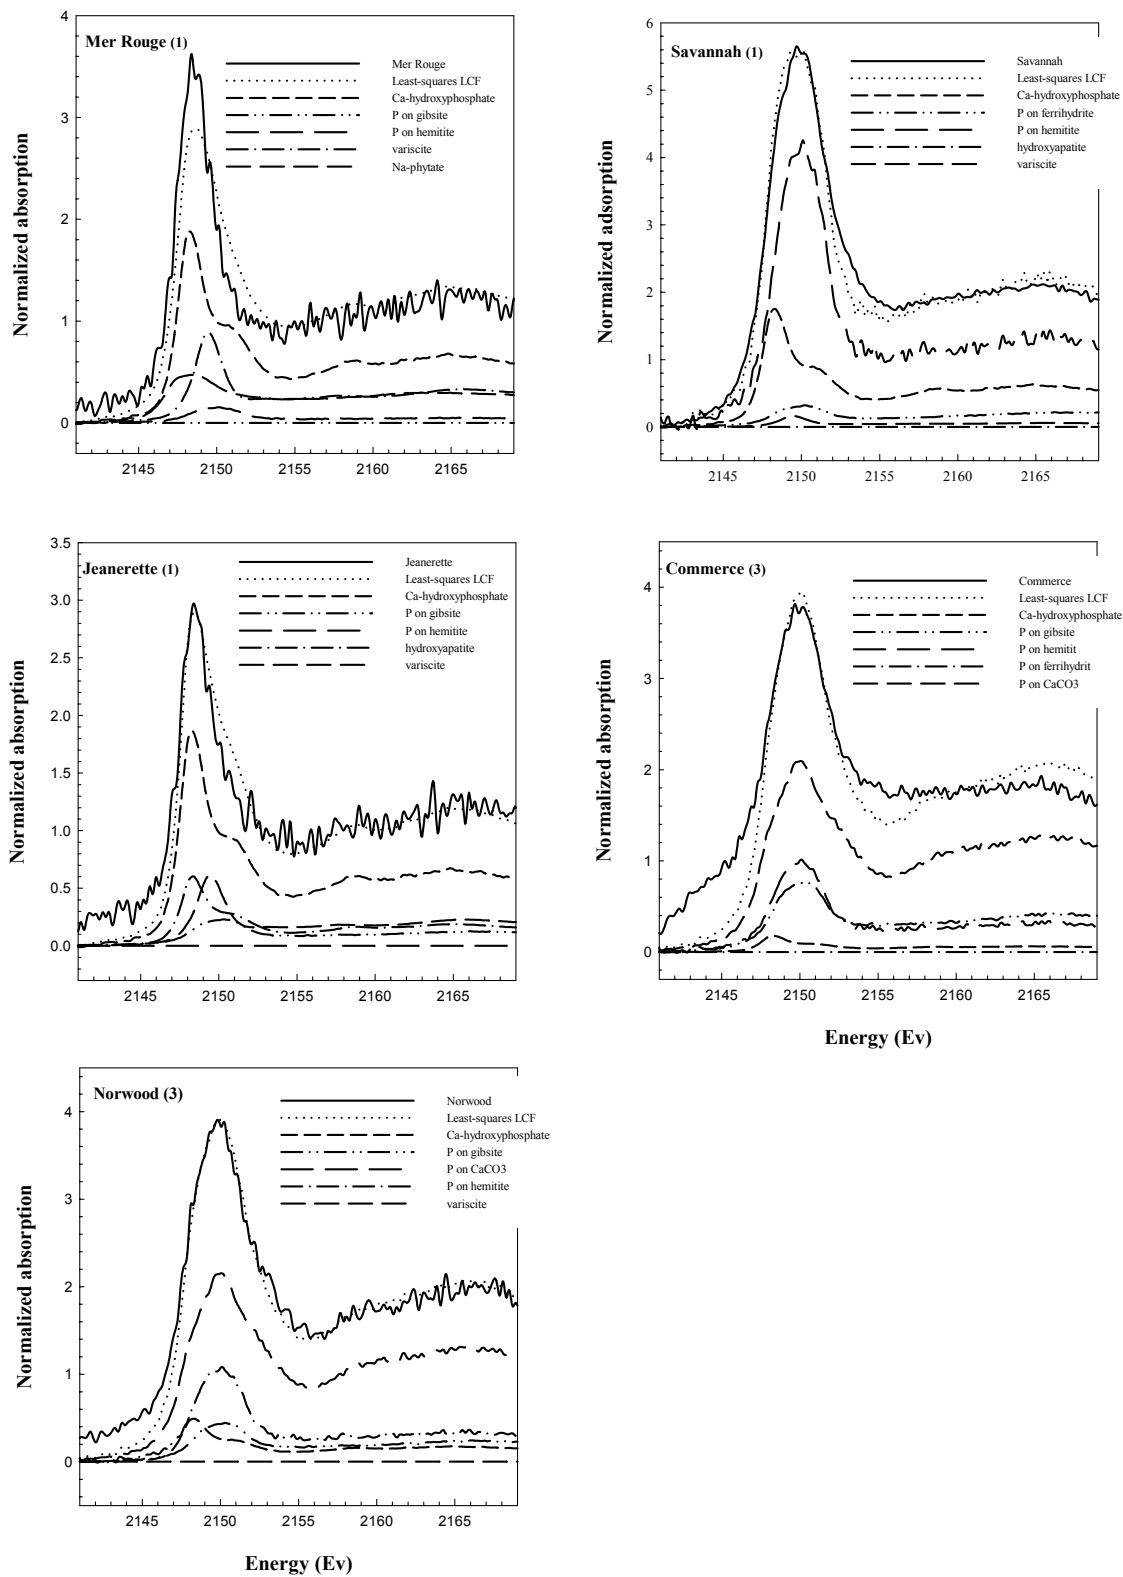 Mer Rouge (1)
Normalized absorption
4
3
2
1
0
Mer Rouge
Least-squares LCF
Ca-hydroxyphosphate
P on gibsite
P on hemitite
variscite
Na-phytate
2145 2150 2155 2160 2165
Savannah (1)
Normalized adsorption
6
5
4
3
2
1
0
Savannah
Least-squares LCF
Ca-hydroxyphosphate
P on ferrihydrite
P on hemitite
hydroxyapatite
variscite
2145 2150 2155 2160 2165
Jeanerette (1)
Normalized absorption
3.5
3.0
2.5
2.0
1.5
1.0
0.5
0.0
Jeanerette
Least-squares LCF
Ca-hydroxyphosphate
P on gibsite
P on hemitite
hydroxyapatite
variscite
2145 2150 2155 2160 2165
Commerce (3)
Normalized absorption
4
3
2
1
0
Commerce
Least-squares LCF
Ca-hydroxyphosphate
P on gibsite
P on hemitit
P on ferrihydrit
P on CaCO3
2145 2150 2155 2160 2165
Energy (Ev)
Norwood (3)
Normalized absorption
4
3
2
1
0
Norwood
Least-squares LCF
Ca-hydroxyphosphate
P on gibsite
P on CaCO3
P on hemitite
variscite
2145 2150 2155 2160 2165
Energy (Ev)